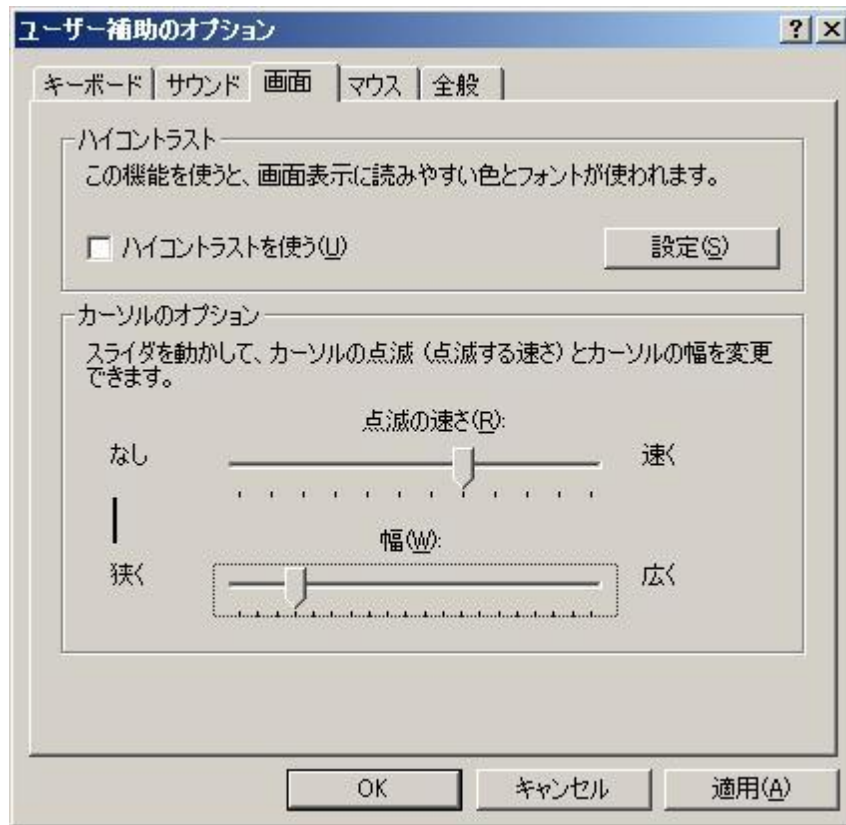 ユーザー補助のオプション
キーボード サウンド 画面 マウス 全般
ハイコントラスト
この機能を使うと、画面表示に読みやすい色とフォントが使われます。
ハイコントラストを使う(U) 設定(S)
カーソルのオプション
スライダを動かして、カーソルの点滅 (点滅する速さ) とカーソルの幅を変更
できます。
点滅の速さ(R):
なし 速く
幅(W):
狭く 広く
OK キャンセル 適用(A)